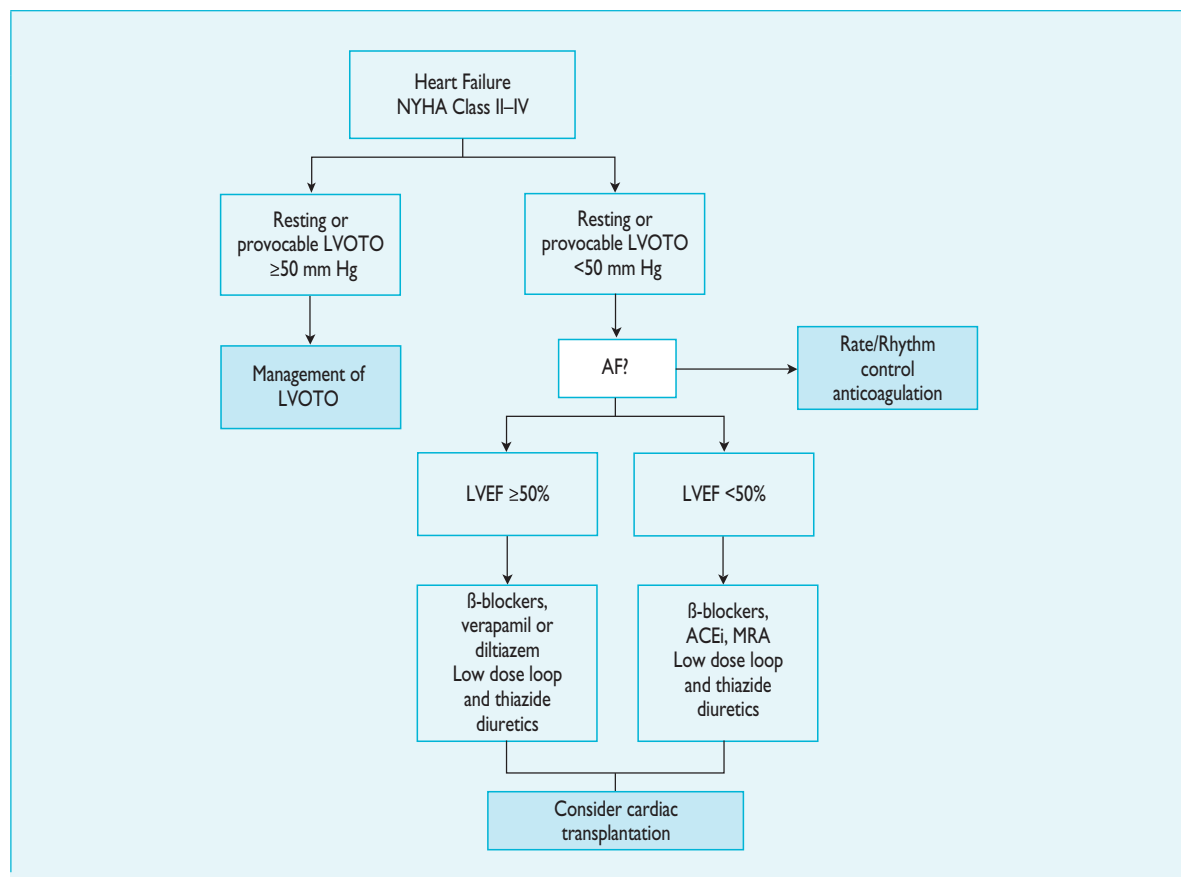 Heart Failure
NYHA Class II–IV
Resting or
provocable LVOTO
≥50 mm Hg
Resting or
provocable LVOTO
<50 mm Hg
Management of
LVOTO
AF?
Rate/Rhythm
control
anticoagulation
LVEF ≥50%
LVEF <50%
ß-blockers,
verapamil or
diltiazem
Low dose loop
and thiazide
diuretics
ß-blockers,
ACEi, MRA
Low dose loop
and thiazide
diuretics
Consider cardiac
transplantation